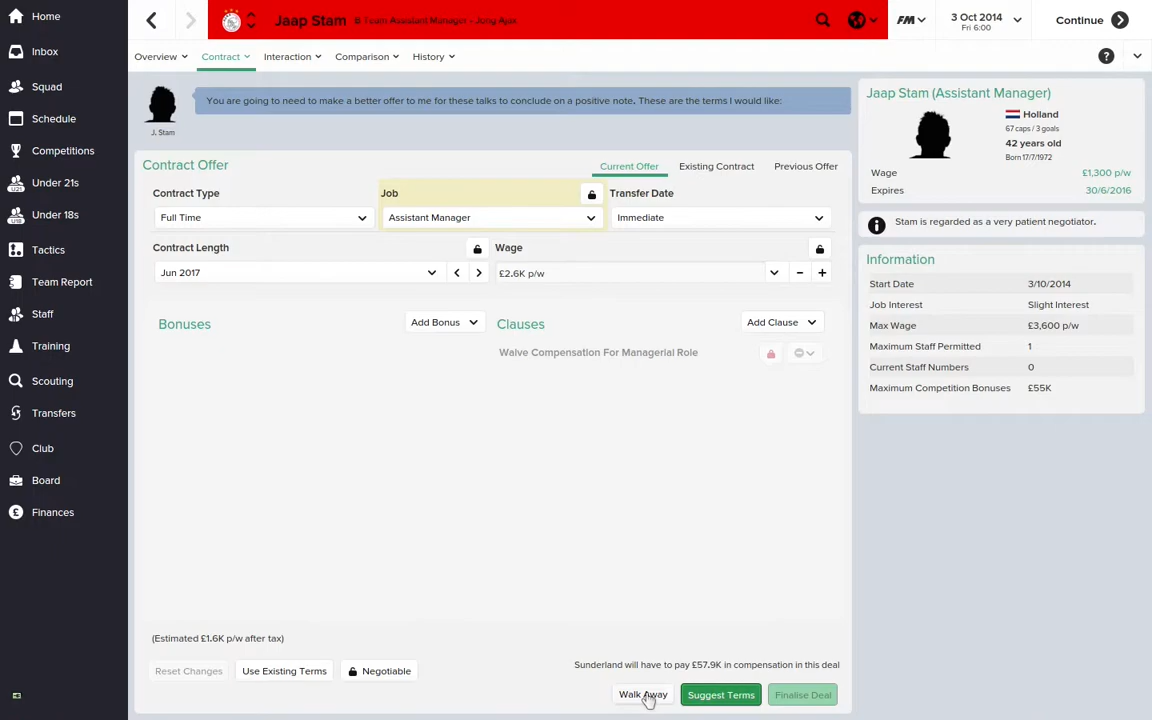 Home
Inbox
Squad
Schedule
Competitions
Under 21s
Under 18s
Tactics
Team Report
Staff
Training
Scouting
Transfers
Club
Board
Finances
Jaap Stam
Team Assistant Manager - Jong Ajax
FM
3 Oct 2014
Fri 6:00
Continue
Overview
Contract
Interaction
Comparison
History
J. Stam
You are going to need to make a better offer to me for these talks to conclude on a positive note. These are the terms I would like:
Contract Offer
Current Offer
Existing Contract
Previous Offer
Contract Type
Job
Transfer Date
Full Time
Assistant Manager
Immediate
Contract Length
Wage
Jun 2017
£2.6K p/w
Bonuses
Add Bonus
Clauses
Add Clause
Waive Compensation For Managerial Role
(Estimated £1.6K p/w after tax)
Reset Changes
Use Existing Terms
Negotiable
Sunderland will have to pay £57.9K in compensation in this deal
Walk Away
Suggest Terms
Finalise Deal
Jaap Stam (Assistant Manager)
Holland
67 caps / 3 goals
42 years old
Born 17/7/1972
Wage £1,300 p/w
Expires 30/6/2016
Stam is regarded as a very patient negotiator.
Information
Start Date 3/10/2014
Job Interest Slight Interest
Max Wage £3,600 p/w
Maximum Staff Permitted 1
Current Staff Numbers 0
Maximum Competition Bonuses £55K